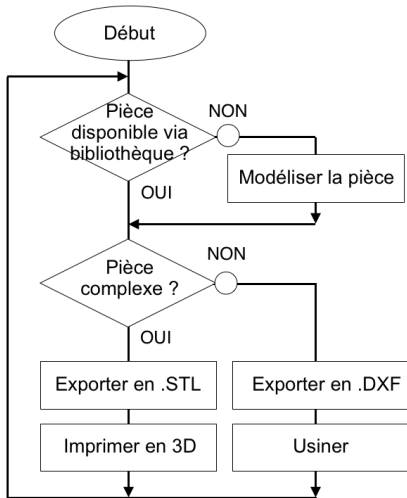 Début
Pièce
disponible via
bibliothèque ?
NON
OUI
Modéliser la pièce
Pièce
complexe ?
NON
OUI
Exporter en .STL
Exporter en .DXF
Imprimer en 3D
Usiner